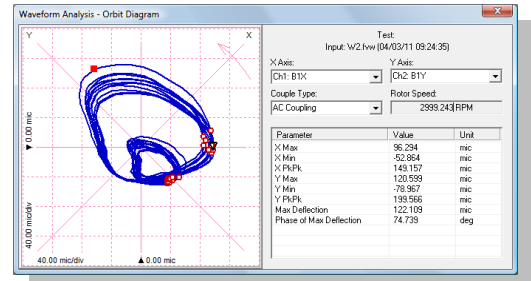 Waveform Analysis - Orbit Diagram
Y X
0.00 mic
40.00 mic/div
40.00 mic/div 0.00 mic
Test:
Input: W2.fvw (04/03/11 09:24:35)
X Axis: Y Axis:
Ch1: B1X Ch2: B1Y
Couple Type: Rotor Speed:
AC Coupling 2999.243 RPM
Parameter Value Unit
X Max 96.294 mic
X Min -52.864 mic
X PkPk 149.157 mic
Y Max 120.599 mic
Y Min -78.967 mic
Y PkPk 199.566 mic
Max Deflection 122.109 mic
Phase of Max Deflection 74.739 deg